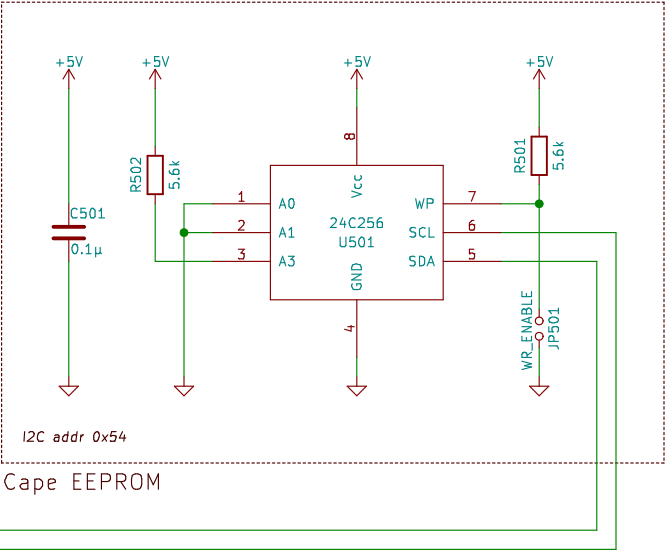 +5V
+5V
+5V
+5V
C501
0.1µ
R502
5.6k
8
Vcc
1
A0
2
A1
3
A3
24C256
U501
WP
7
SCL
6
SDA
5
GND
4
R501
5.6k
WR_ENABLE
JP501
I2C addr 0x54
Cape EEPROM